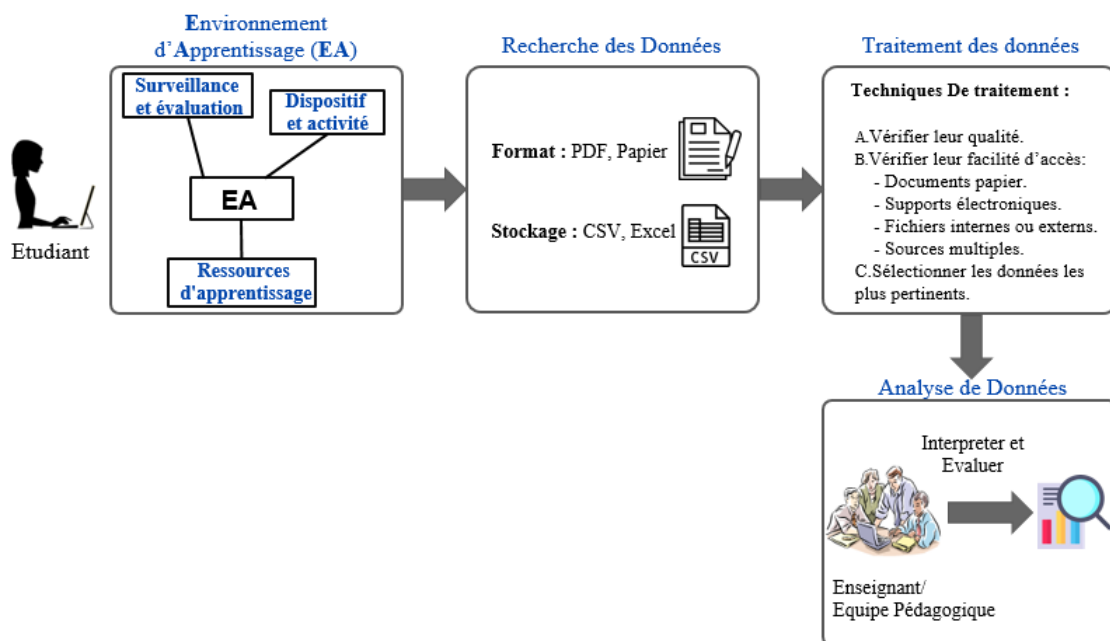 Environnement
d'Apprentissage (EA)
Surveillance
et évaluation
Dispositif
et activité
EA
Ressources
d'apprentissage
Etudiant
Recherche des Données
Format : PDF, Papier
Stockage : CSV, Excel
CSV
Traitement des données
Techniques De traitement :
A.Vérifier leur qualité.
B.Vérifier leur facilité d'accès:
- Documents papier.
- Supports électroniques.
- Fichiers internes ou externs.
- Sources multiples.
C.Sélectionner les données les
plus pertinents.
Analyse de Données
Interpreter et
Evaluer
Enseignant/
Equipe Pédagogique